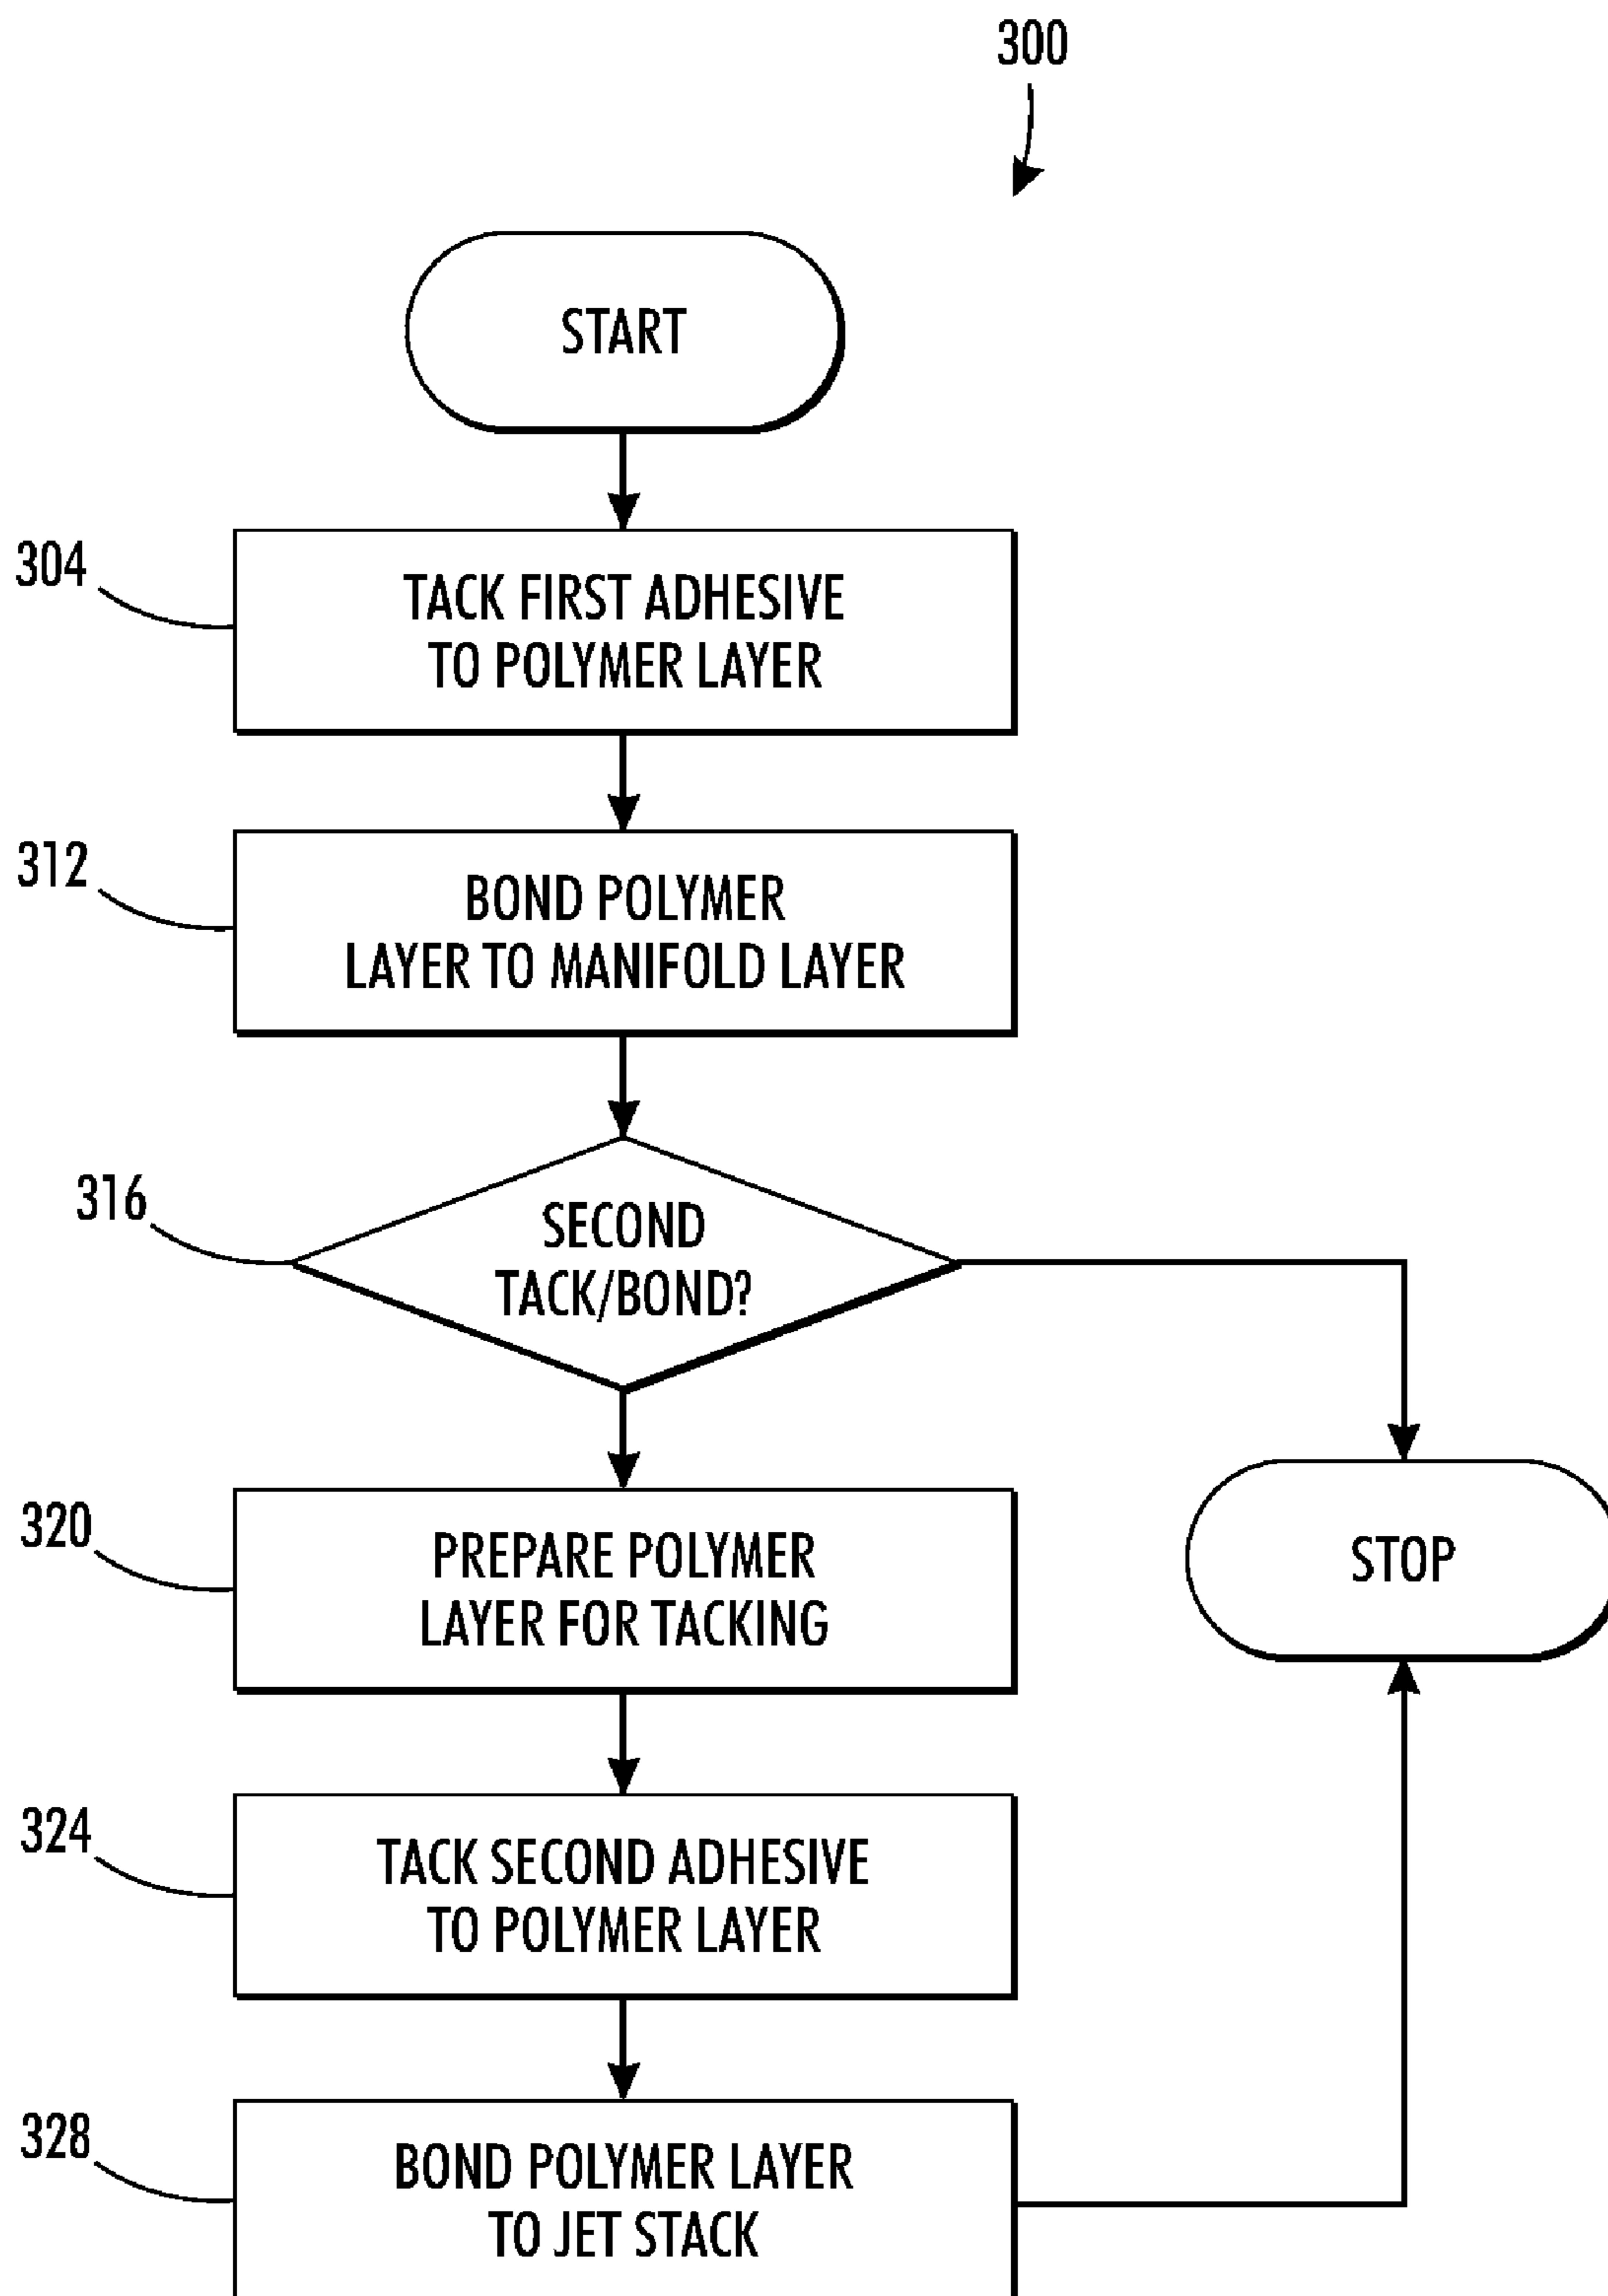 300
START
304
TACK FIRST ADHESIVE
TO POLYMER LAYER
312
BOND POLYMER
LAYER TO MANIFOLD LAYER
316
SECOND
TACK/BOND?
320
PREPARE POLYMER
LAYER FOR TACKING
STOP
324
TACK SECOND ADHESIVE
TO POLYMER LAYER
328
BOND POLYMER LAYER
TO JET STACK